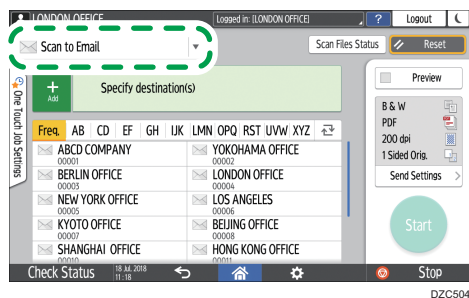 LONDON OFFICE
Logged in: [LONDON OFFICE]
?
Logout
Scan to Email
Scan Files Status
Reset
One Touch Job Settings
Add
Specify destination(s)
Preview
B & W
PDF
200 dpi
1 Sided Orig.
Send Settings
Start
Freq. AB CD EF GH IJK LMN OPQ RST UVW XYZ
ABCD COMPANY
00001
YOKOHAMA OFFICE
00002
BERLIN OFFICE
00003
LONDON OFFICE
00004
NEW YORK OFFICE
00005
LOS ANGELES
00006
KYOTO OFFICE
00007
BEIJING OFFICE
00008
SHANGHAI OFFICE
00010
HONG KONG OFFICE
00011
Check Status
18 Jul. 2018
11:18
Stop
DZC504